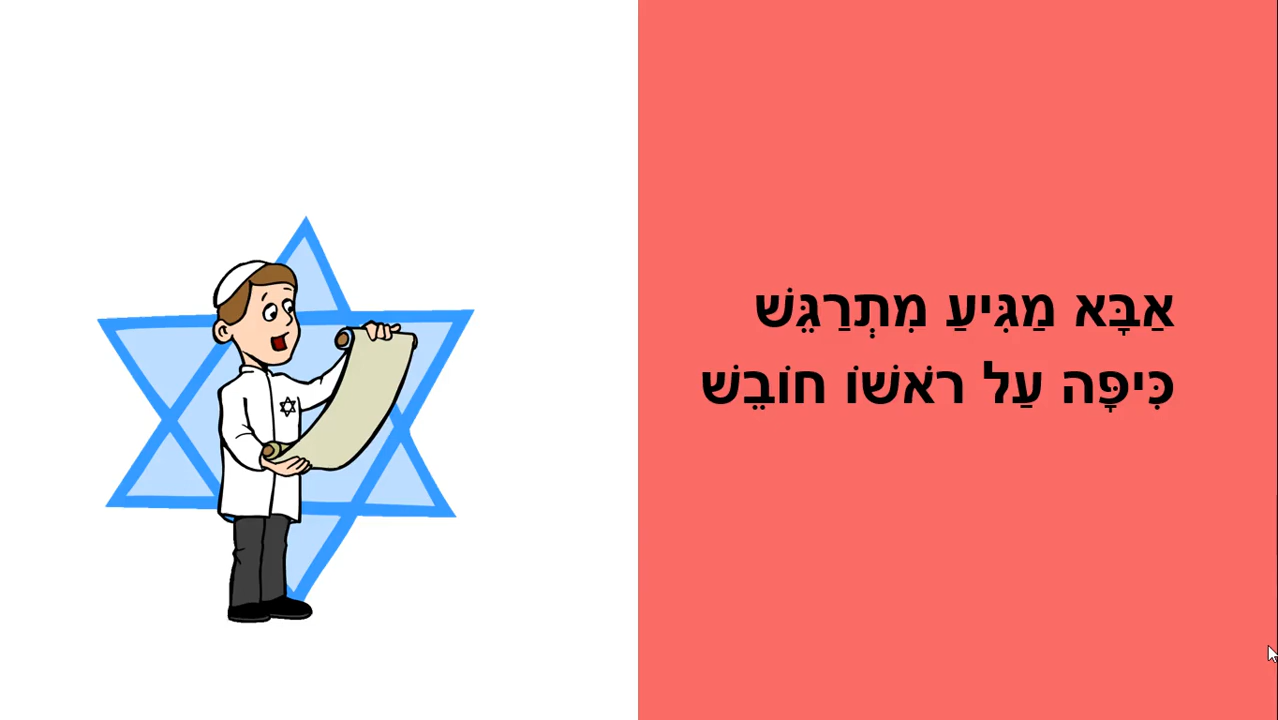 אַבָּא מַגִּיעַ מִתְרַגֵּשׁ
כִּיפָּה עַל רֹאשׁוֹ חוֹבֵשׁ